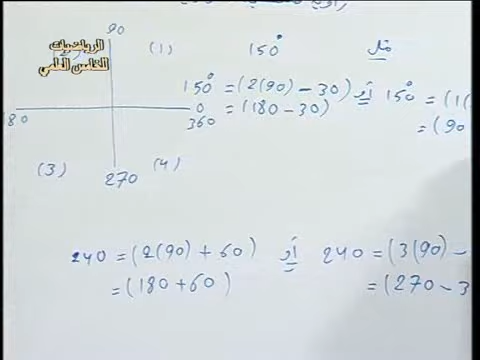 90
الرياضيات
الخامس العلمي
(1)
150°
مثل
150° = (2(90) − 30) أو 150° = (1(
= (180 − 30)
= (90
80
0
360
(3)
(4)
270
240 = (2(90) + 60) أو 240 = (3(90) −
= (180 + 60)
= (270 − 3